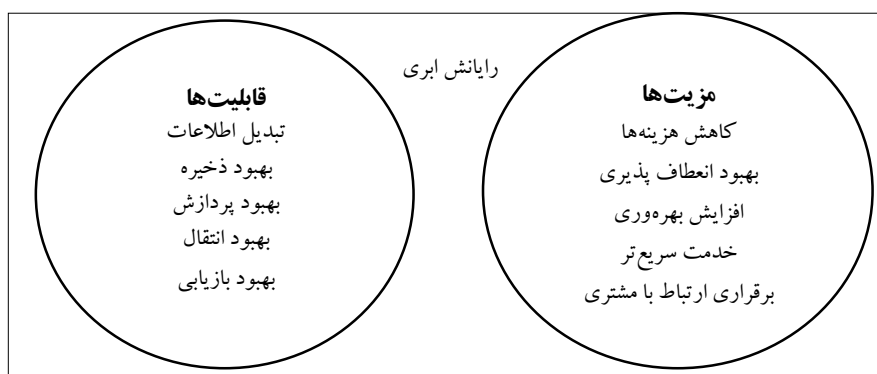 رایانش ابری
مزیت‌ها
کاهش هزینه‌ها
بهبود انعطاف پذیری
افزایش بهره‌وری
خدمت سریع‌تر
برقراری ارتباط با مشتری
قابلیت‌ها
تبدیل اطلاعات
بهبود ذخیره
بهبود پردازش
بهبود انتقال
بهبود بازیابی